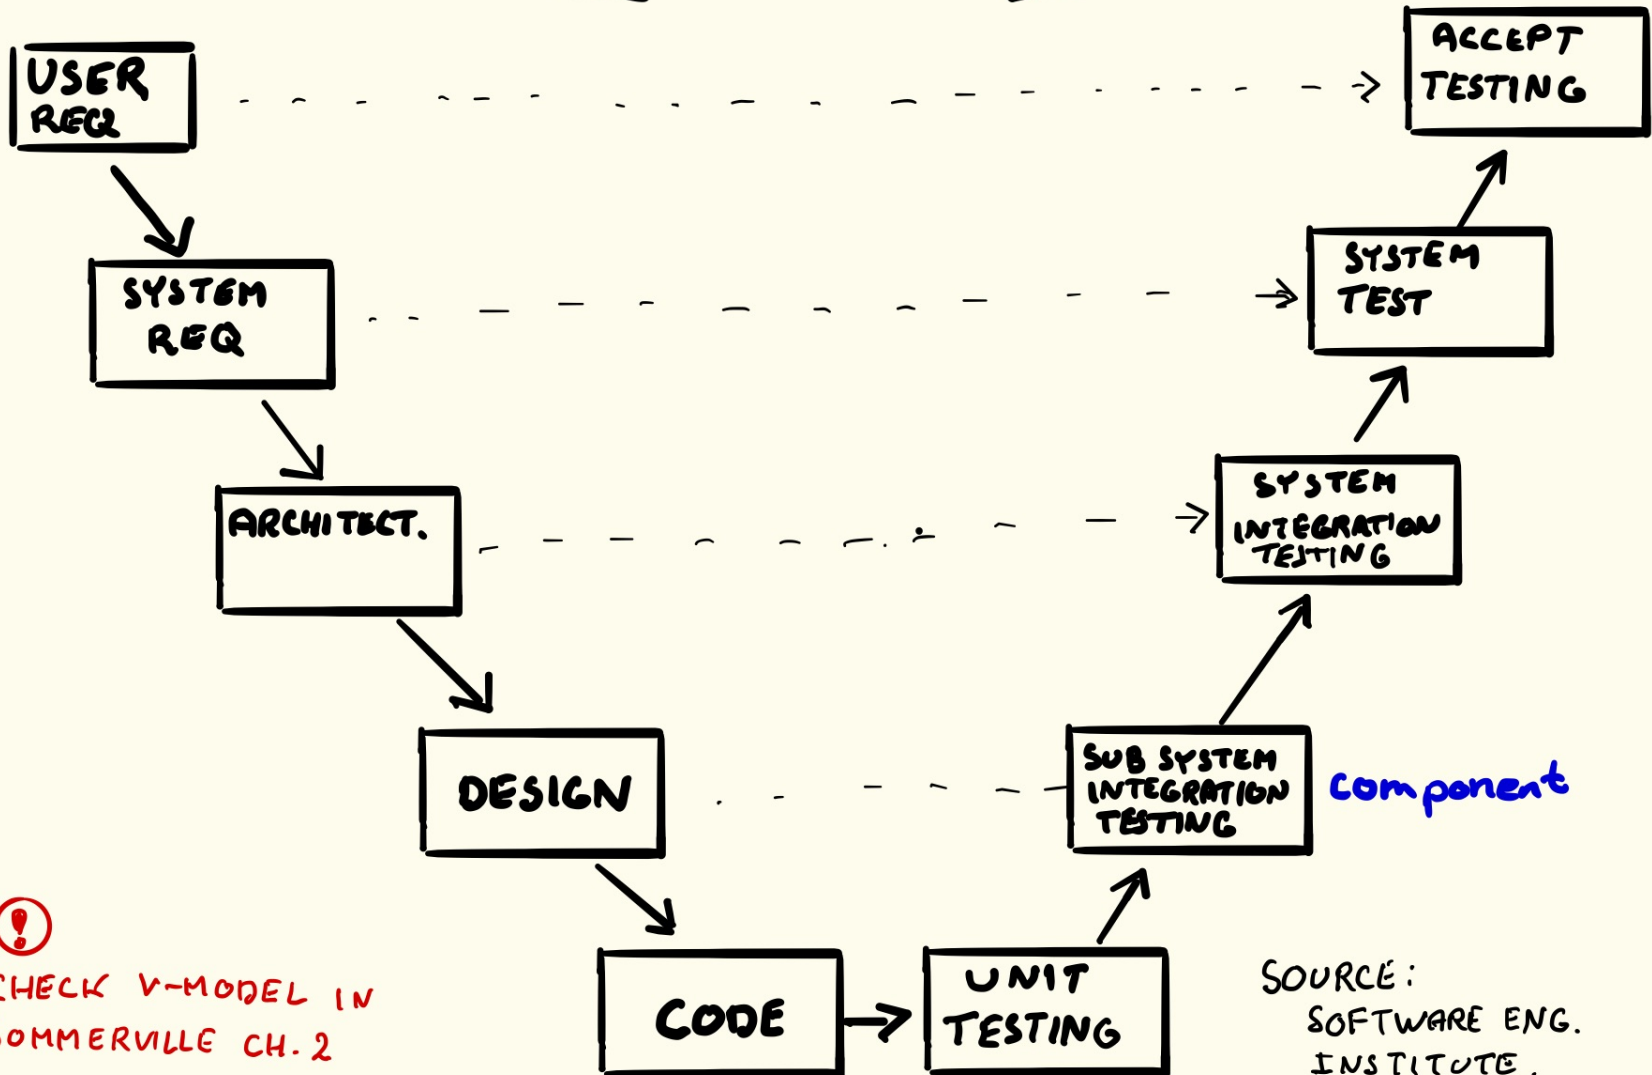 USER
REQ
ACCEPT
TESTING
SYSTEM
REQ
SYSTEM
TEST
ARCHITECT.
SYSTEM
INTEGRATION
TESTING
DESIGN
SUB SYSTEM
INTEGRATION
TESTING
component
CODE
UNIT
TESTING
!
CHECK V-MODEL IN
SOMMERVILLE CH. 2
SOURCE:
SOFTWARE ENG.
INSTITUTE.